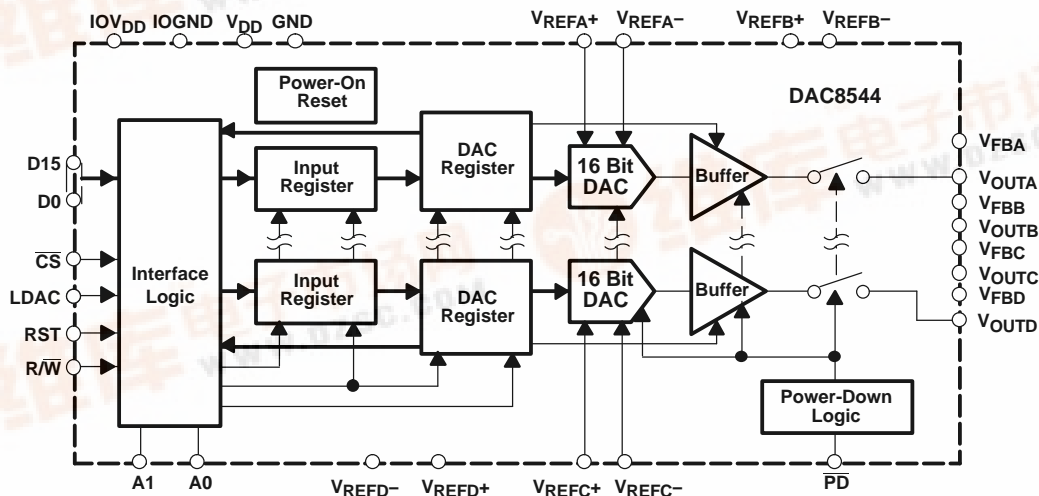 IOVDD IOGND VDD GND VREFA+ VREFA− VREFB+ VREFB−
Power-On
Reset
DAC8544
D15
D0
CS
LDAC
RST
R/W
Interface
Logic
Input
Register
DAC
Register
16 Bit
DAC
Buffer
Input
Register
DAC
Register
16 Bit
DAC
Buffer
VFBA
VOUTA
VFBB
VOUTB
VFBC
VOUTC
VFBD
VOUTD
Power-Down
Logic
A1 A0 VREFD− VREFD+ VREFC+ VREFC− PD